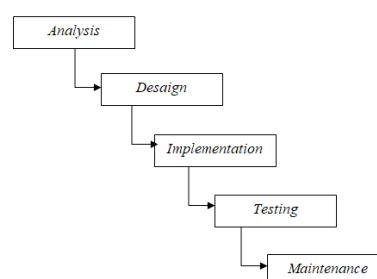 Analysis
Desaign
Implementation
Testing
Maintenance